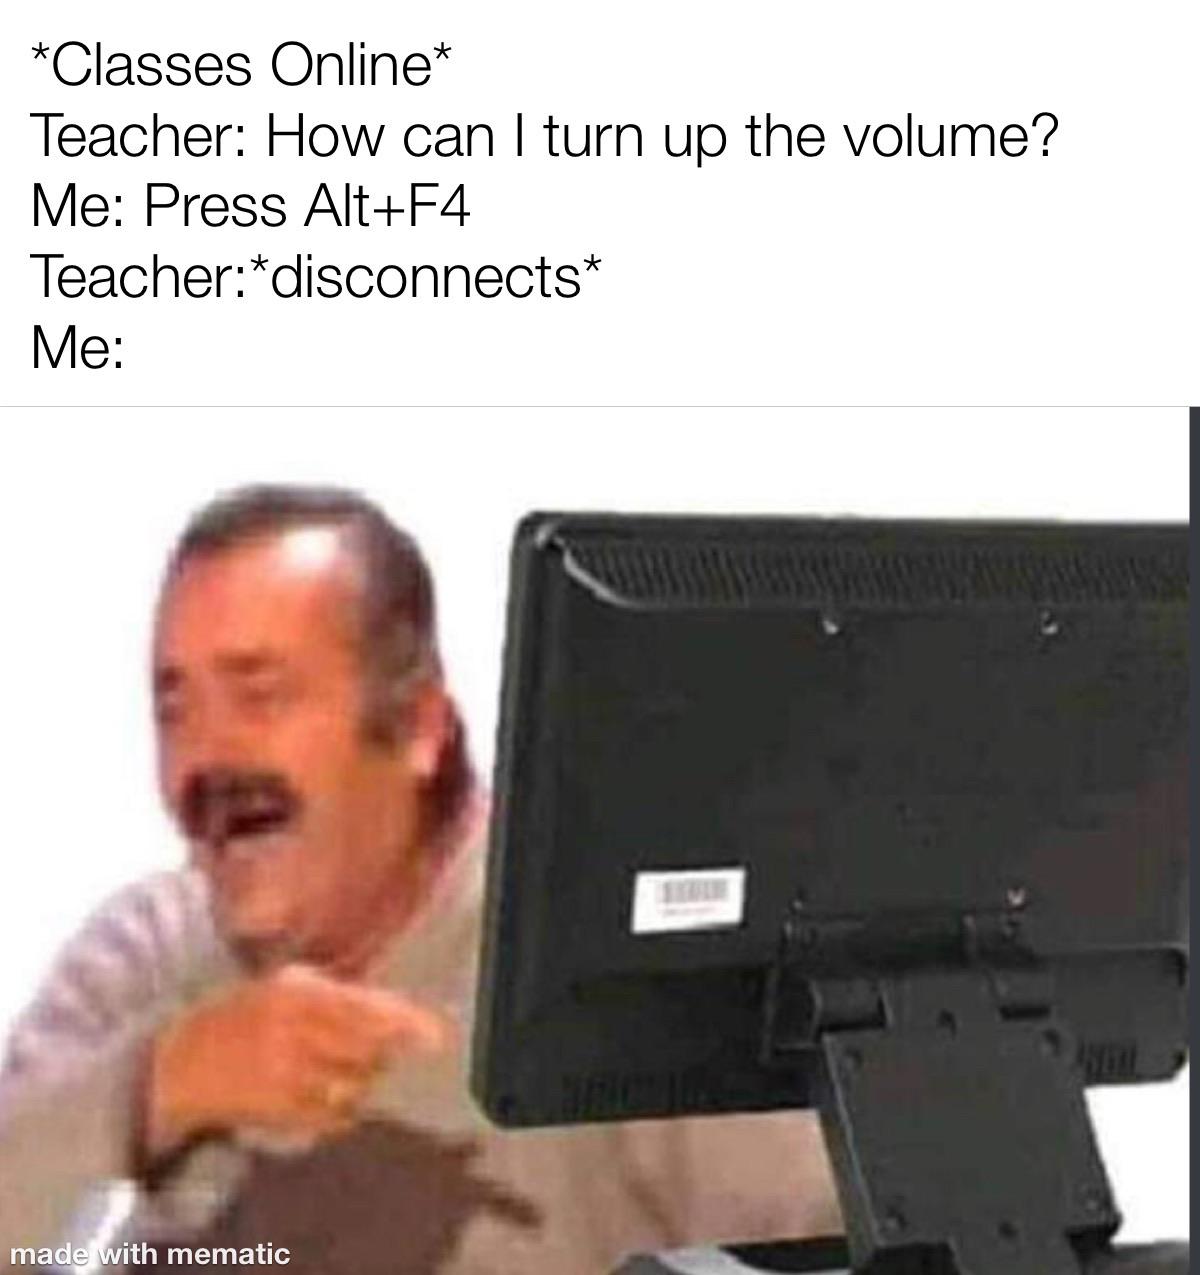 *Classes Online*
Teacher: How can I turn up the volume?
Me: Press Alt+F4
Teacher:*disconnects*
Me:
made with mematic